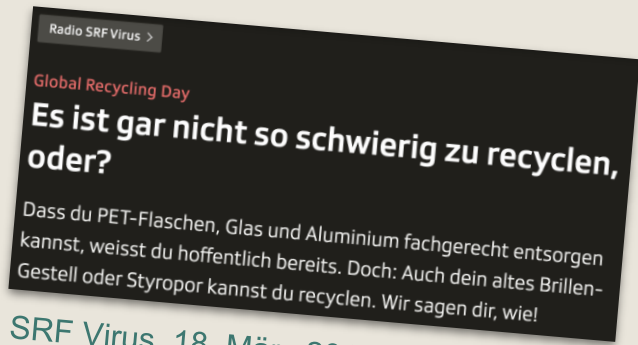 Radio SRF Virus >
Global Recycling Day
Es ist gar nicht so schwierig zu recyclen,
oder?
Dass du PET-Flaschen, Glas und Aluminium fachgerecht entsorgen
kannst, weisst du hoffentlich bereits. Doch: Auch dein altes Brillen-
Gestell oder Styropor kannst du recyclen. Wir sagen dir, wie!
SRF Virus, 18.